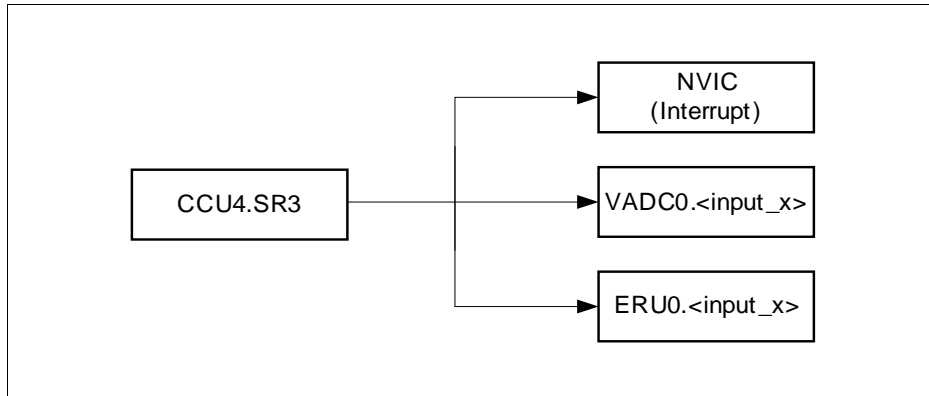 NVIC
(Interrupt)
CCU4.SR3
VADC0.<input_x>
ERU0.<input_x>